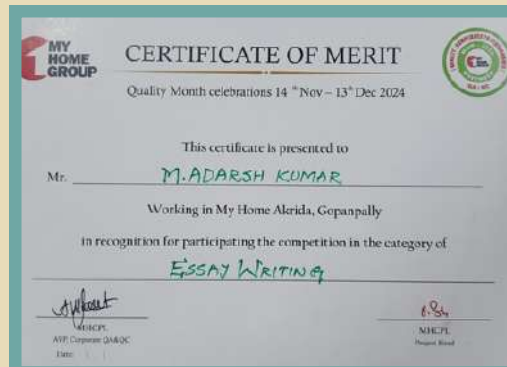 MY
HOME
GROUP
CERTIFICATE OF MERIT
Quality Month celebrations 14 th Nov – 13th Dec 2024
This certificate is presented to
Mr. M. ADARSH KUMAR
Working in My Home Akrida, Gopanpally
in recognition for participating the competition in the category of
ESSAY WRITING
MHCPL
AVP, Corporate QA&QC
Date:
MHCPL
Project Head